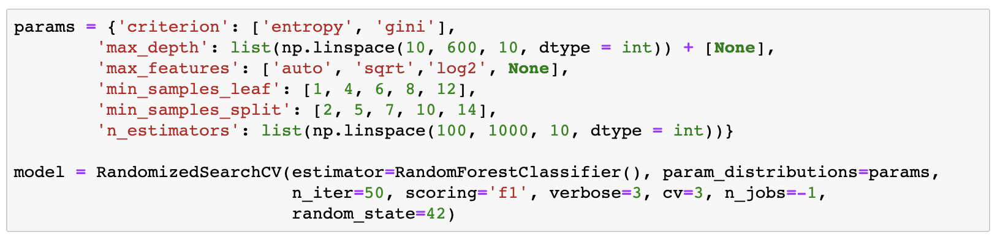 params = {'criterion': ['entropy', 'gini'],
'max_depth': list(np.linspace(10, 600, 10, dtype = int)) + [None],
'max_features': ['auto', 'sqrt','log2', None],
'min_samples_leaf': [1, 4, 6, 8, 12],
'min_samples_split': [2, 5, 7, 10, 14],
'n_estimators': list(np.linspace(100, 1000, 10, dtype = int))}
model = RandomizedSearchCV(estimator=RandomForestClassifier(), param_distributions=params,
n_iter=50, scoring='f1', verbose=3, cv=3, n_jobs=-1,
random_state=42)